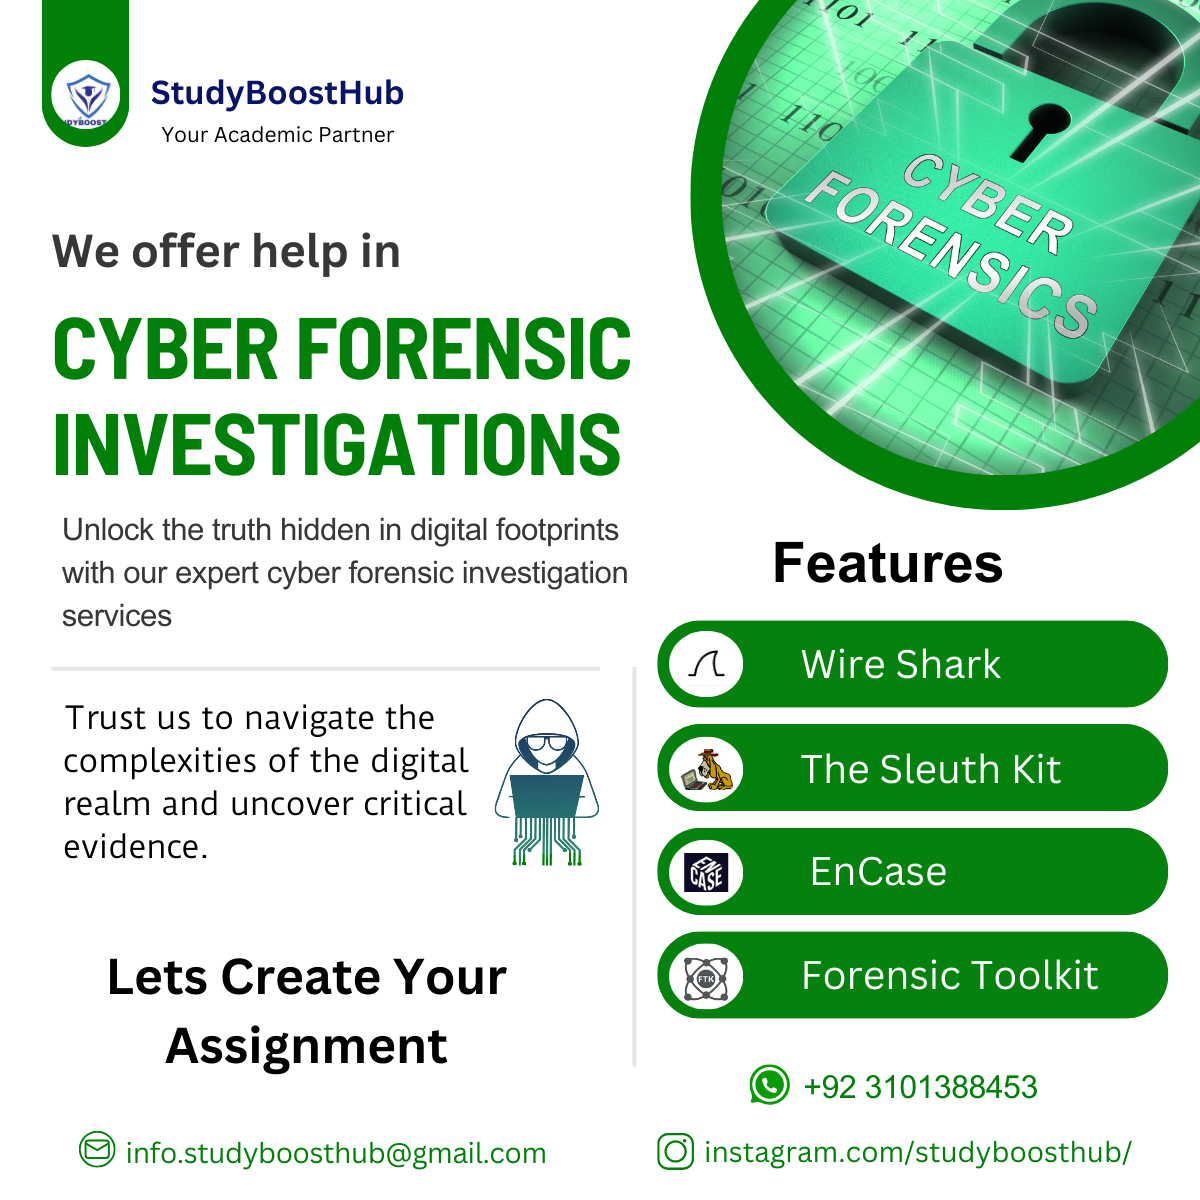 StudyBoostHub
Your Academic Partner
CYBER
FORENSICS
We offer help in
CYBER FORENSIC
INVESTIGATIONS
Unlock the truth hidden in digital footprints
with our expert cyber forensic investigation
services
Trust us to navigate the
complexities of the digital
realm and uncover critical
evidence.
Lets Create Your
Assignment
Features
Wire Shark
The Sleuth Kit
ENCASE
EnCase
FTK
Forensic Toolkit
+92 3101388453
info.studyboosthub@gmail.com
instagram.com/studyboosthub/